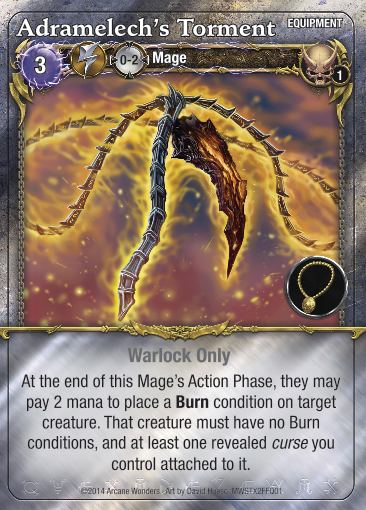 Adramelech's Torment
EQUIPMENT
3
0-2
Mage
1
Warlock Only
At the end of this Mage's Action Phase, they may
pay 2 mana to place a Burn condition on target
creature. That creature must have no Burn
conditions, and at least one revealed curse you
control attached to it.
©2014 Arcane Wonders · Art by David Hueso. MWSTX2FFQ01